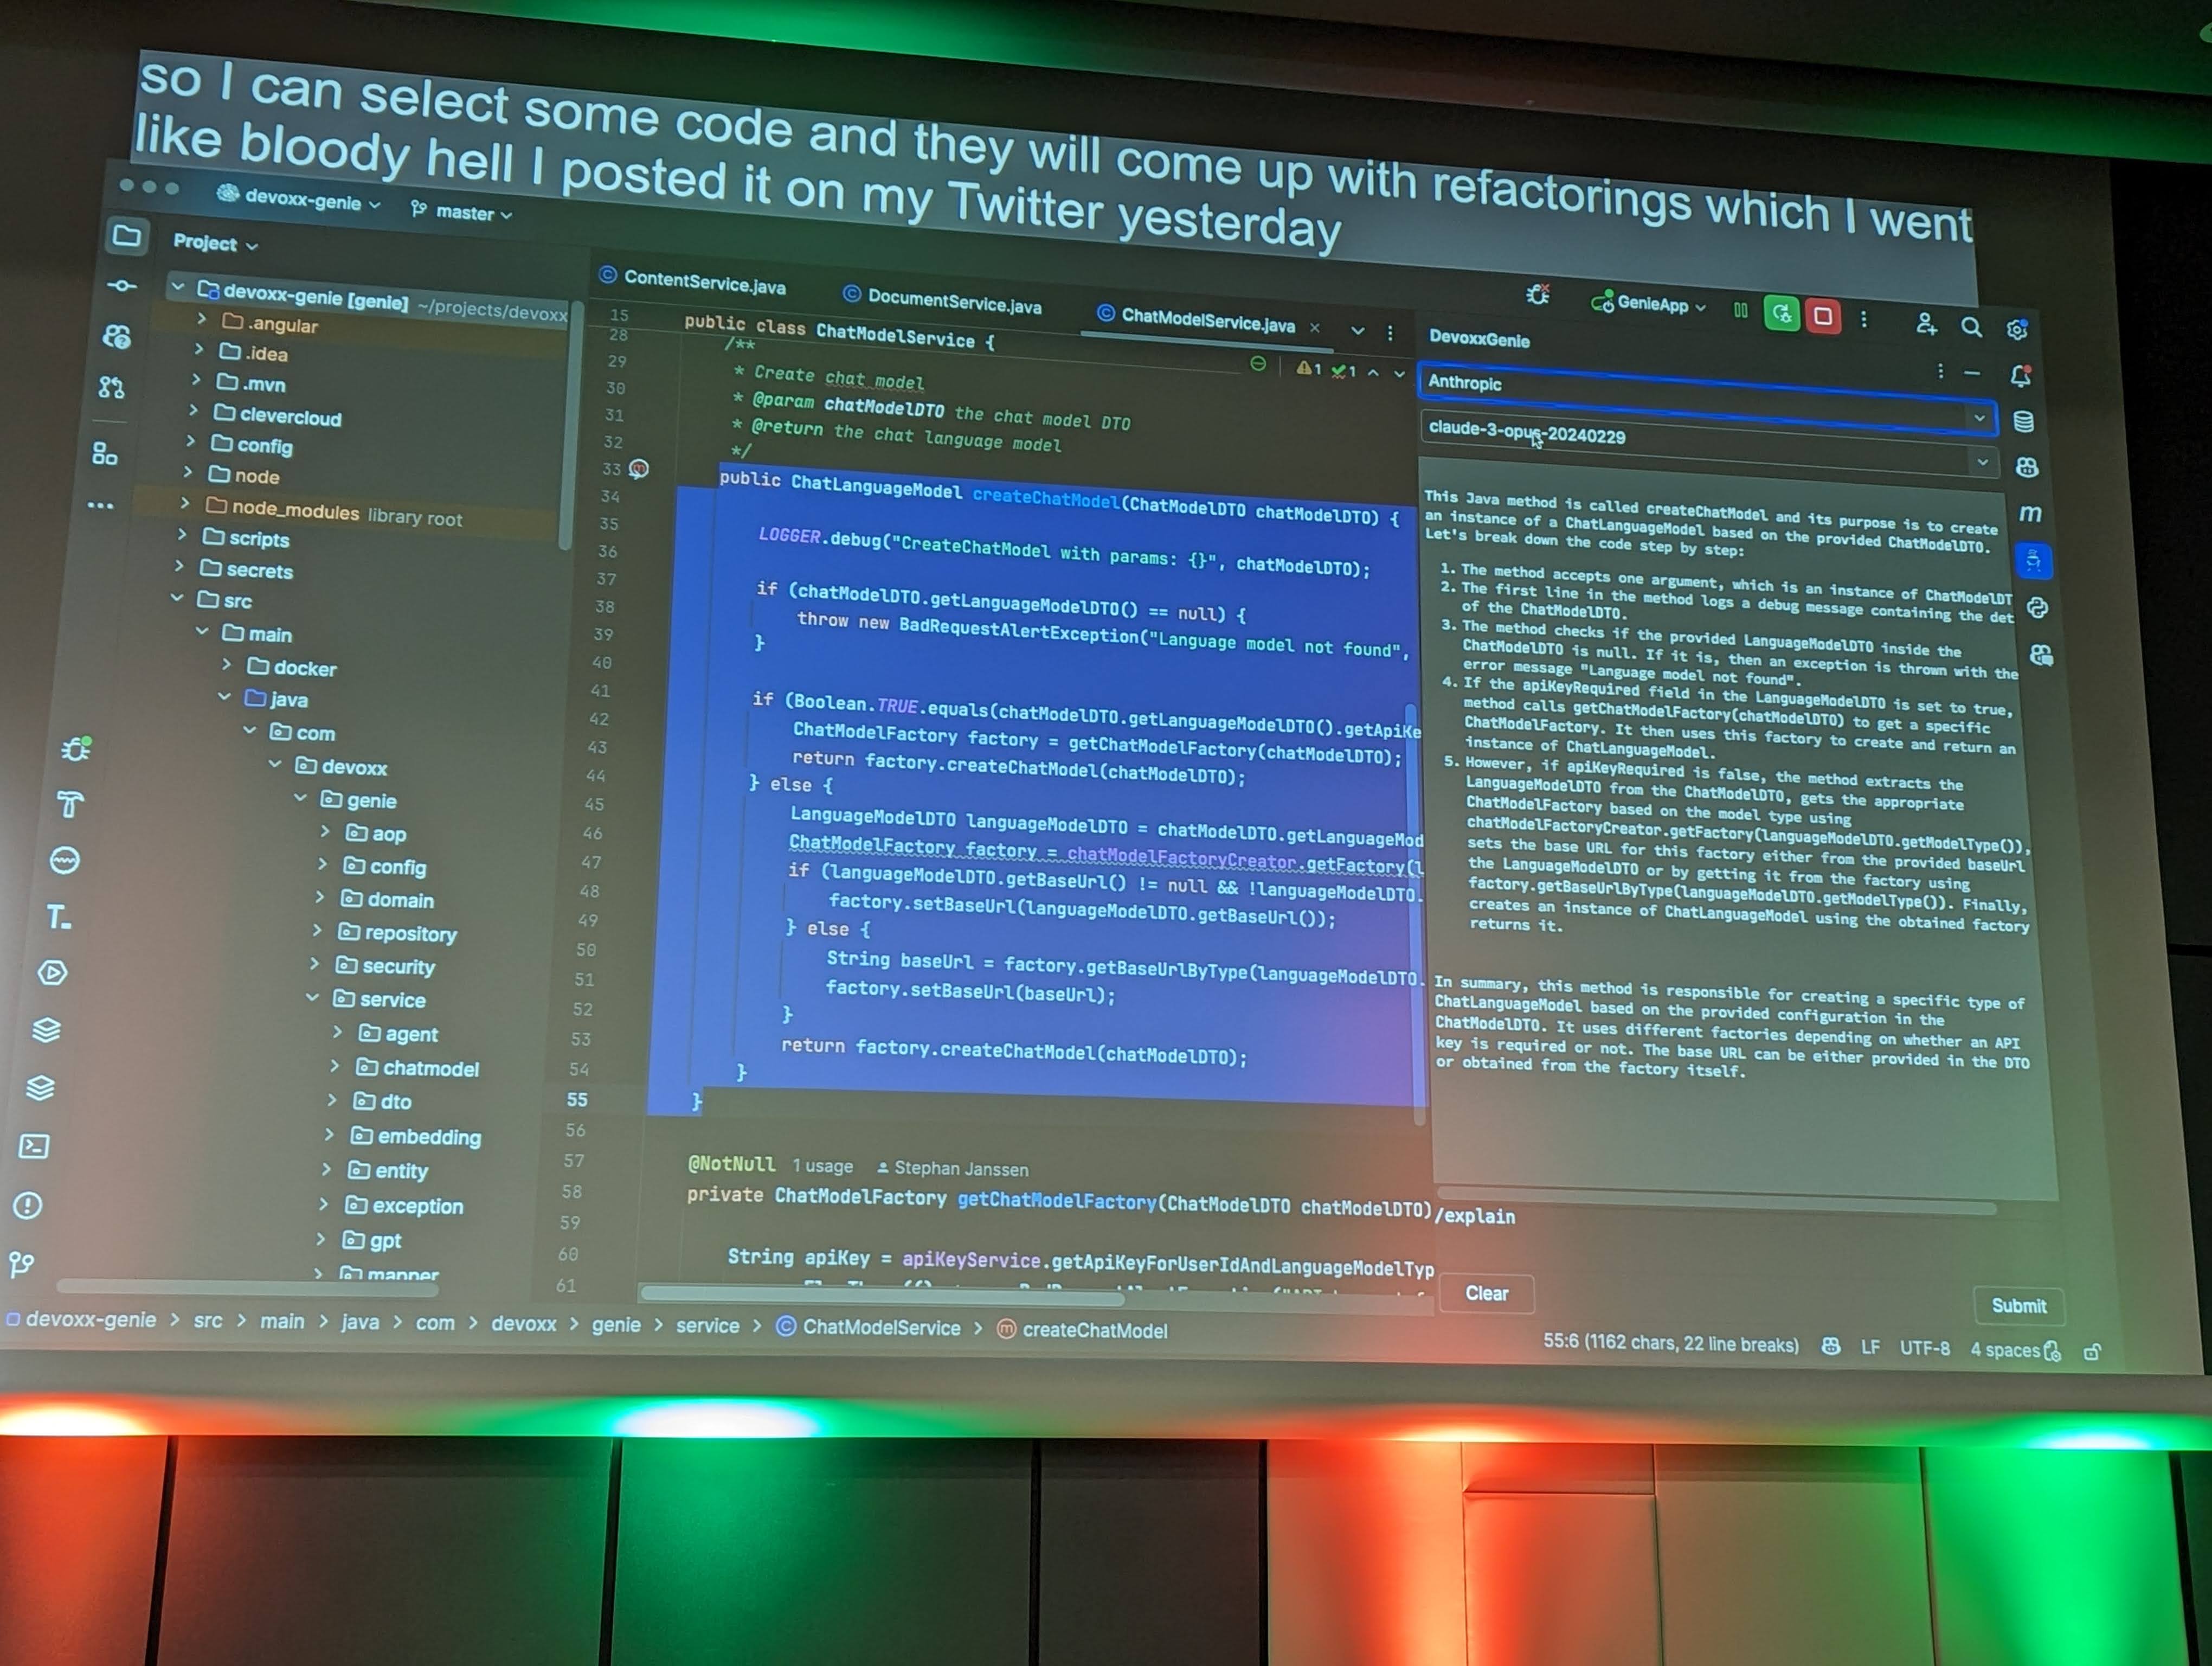 so I can select some code and they will come up with refactorings which I went
like bloody hell I posted it on my Twitter yesterday
devoxx-genie
master
GenieApp
Project
devoxx-genie [genie] ~/projects/devoxx
.angular
.idea
.mvn
clevercloud
config
node
node_modules library root
scripts
secrets
src
main
docker
java
com
devoxx
genie
aop
config
domain
repository
security
service
agent
chatmodel
dto
embedding
entity
exception
gpt
mapper
ContentService.java
DocumentService.java
ChatModelService.java
1 1
15 public class ChatModelService {
28 /**
29 * Create chat model
30 * @param chatModelDTO the chat model DTO
31 * @return the chat language model
32 */
33 public ChatLanguageModel createChatModel(ChatModelDTO chatModelDTO) {
34
35 LOGGER.debug("CreateChatModel with params: {}", chatModelDTO);
36
37 if (chatModelDTO.getLanguageModelDTO() == null) {
38 throw new BadRequestAlertException("Language model not found",
39 }
40
41 if (Boolean.TRUE.equals(chatModelDTO.getLanguageModelDTO().getApiKe
42 ChatModelFactory factory = getChatModelFactory(chatModelDTO);
43 return factory.createChatModel(chatModelDTO);
44 } else {
45 LanguageModelDTO languageModelDTO = chatModelDTO.getLanguageMod
46 ChatModelFactory factory = chatModelFactoryCreator.getFactory(l
47 if (languageModelDTO.getBaseUrl() != null && !languageModelDTO.
48 factory.setBaseUrl(languageModelDTO.getBaseUrl());
49 } else {
50 String baseUrl = factory.getBaseUrlByType(languageModelDTO.
51 factory.setBaseUrl(baseUrl);
52 }
53 return factory.createChatModel(chatModelDTO);
54 }
55 }
56
57 @NotNull 1 usage Stephan Janssen
58 private ChatModelFactory getChatModelFactory(ChatModelDTO chatModelDTO)
59
60 String apiKey = apiKeyService.getApiKeyForUserIdAndLanguageModelTyp
61
DevoxxGenie
Anthropic
claude-3-opus-20240229
This Java method is called createChatModel and its purpose is to create
an instance of a ChatLanguageModel based on the provided ChatModelDTO.
Let's break down the code step by step:
1. The method accepts one argument, which is an instance of ChatModelDT
2. The first line in the method logs a debug message containing the det
of the ChatModelDTO.
3. The method checks if the provided LanguageModelDTO inside the
ChatModelDTO is null. If it is, then an exception is thrown with the
error message "Language model not found".
4. If the apiKeyRequired field in the LanguageModelDTO is set to true,
method calls getChatModelFactory(chatModelDTO) to get a specific
ChatModelFactory. It then uses this factory to create and return an
instance of ChatLanguageModel.
5. However, if apiKeyRequired is false, the method extracts the
LanguageModelDTO from the ChatModelDTO, gets the appropriate
ChatModelFactory based on the model type using
chatModelFactoryCreator.getFactory(languageModelDTO.getModelType()),
sets the base URL for this factory either from the provided baseUrl
the LanguageModelDTO or by getting it from the factory using
factory.getBaseUrlByType(languageModelDTO.getModelType()). Finally,
creates an instance of ChatLanguageModel using the obtained factory
returns it.
In summary, this method is responsible for creating a specific type of
ChatLanguageModel based on the provided configuration in the
ChatModelDTO. It uses different factories depending on whether an API
key is required or not. The base URL can be either provided in the DTO
or obtained from the factory itself.
/explain
Clear
Submit
devoxx-genie > src > main > java > com > devoxx > genie > service > ChatModelService > createChatModel
55:6 (1162 chars, 22 line breaks) LF UTF-8 4 spaces